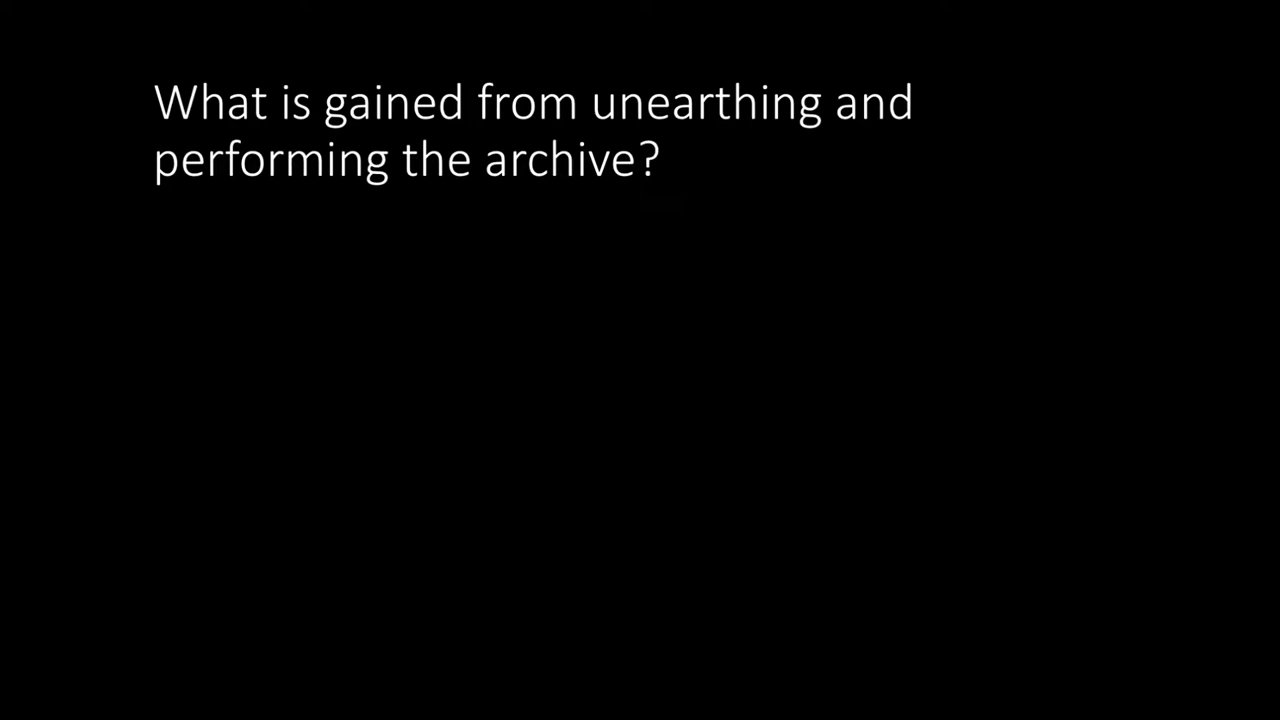 What is gained from unearthing and
performing the archive?